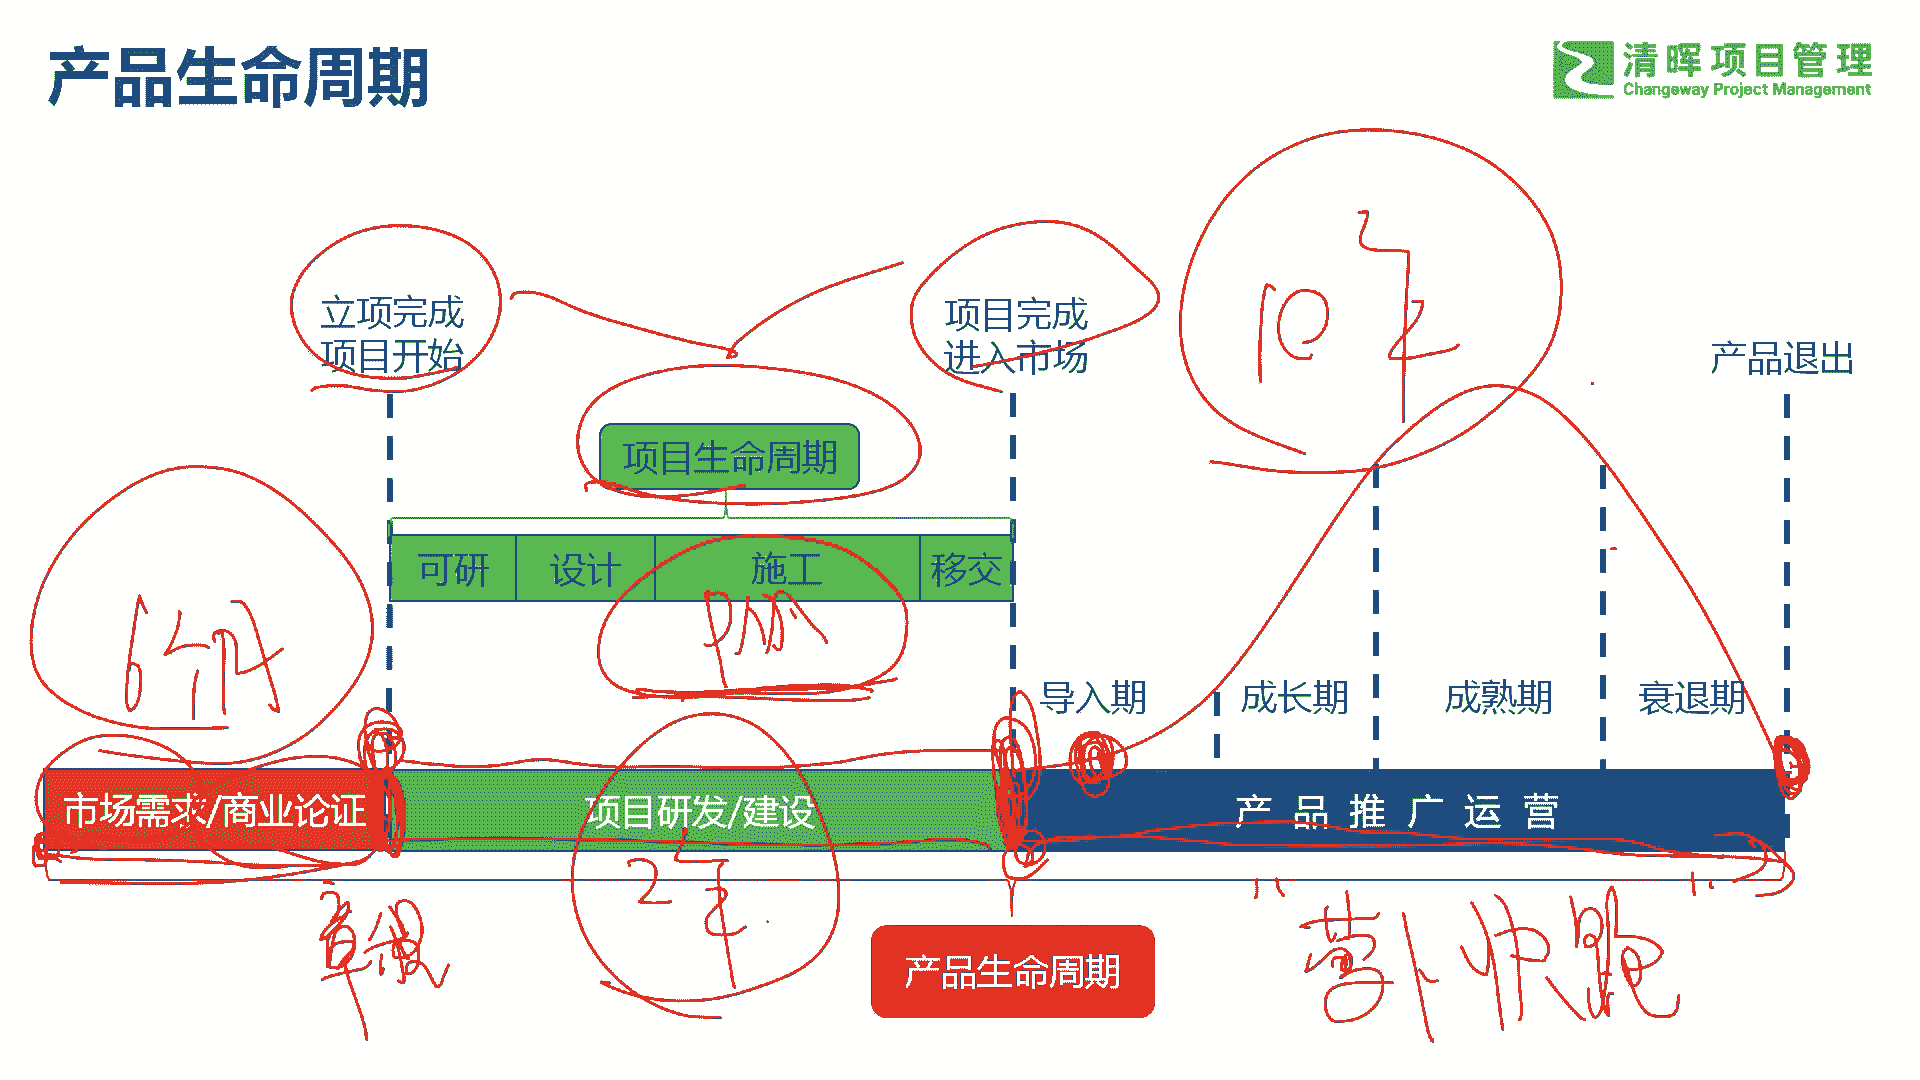 产品生命周期
清晖项目管理
Changeway Project Management
立项完成
项目开始
项目完成
进入市场
10年
产品退出
项目生命周期
可研 设计 施工 移交
6个月
导入期 成长期 成熟期 衰退期
市场需求/商业论证 项目研发/建设 产品推广运营
2年
章程
萝卜快跑
产品生命周期